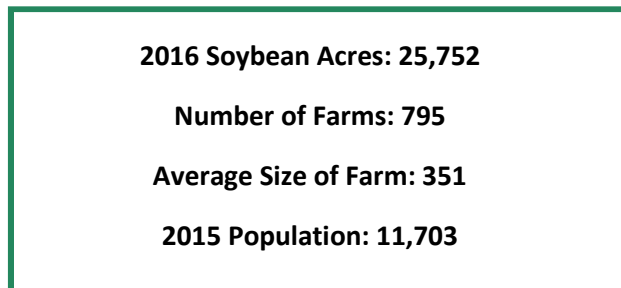 2016 Soybean Acres: 25,752
Number of Farms: 795
Average Size of Farm: 351
2015 Population: 11,703